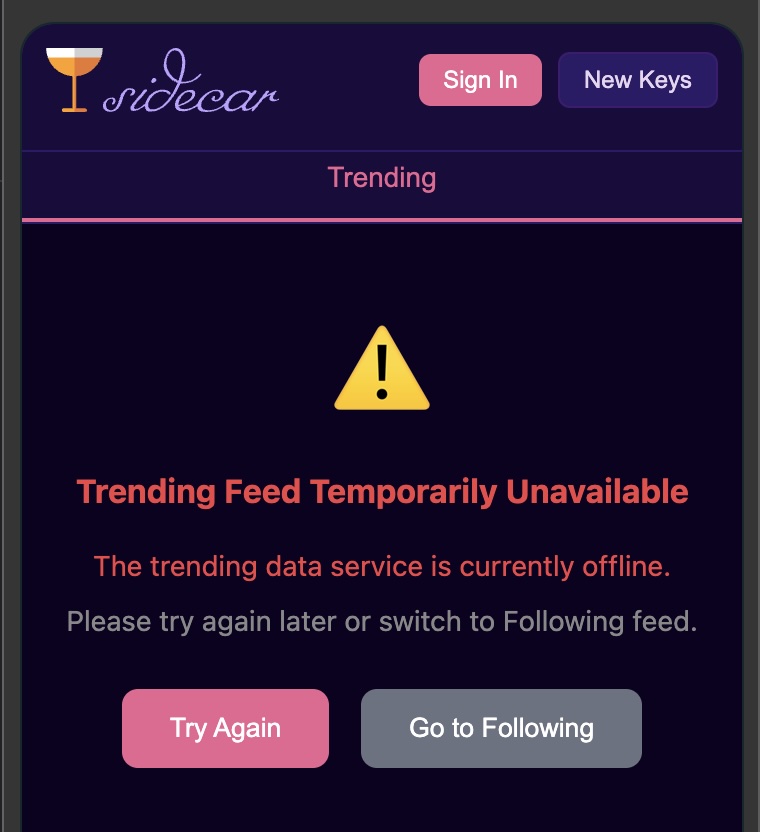 sidecar
Sign In
New Keys
Trending
Trending Feed Temporarily Unavailable
The trending data service is currently offline.
Please try again later or switch to Following feed.
Try Again
Go to Following